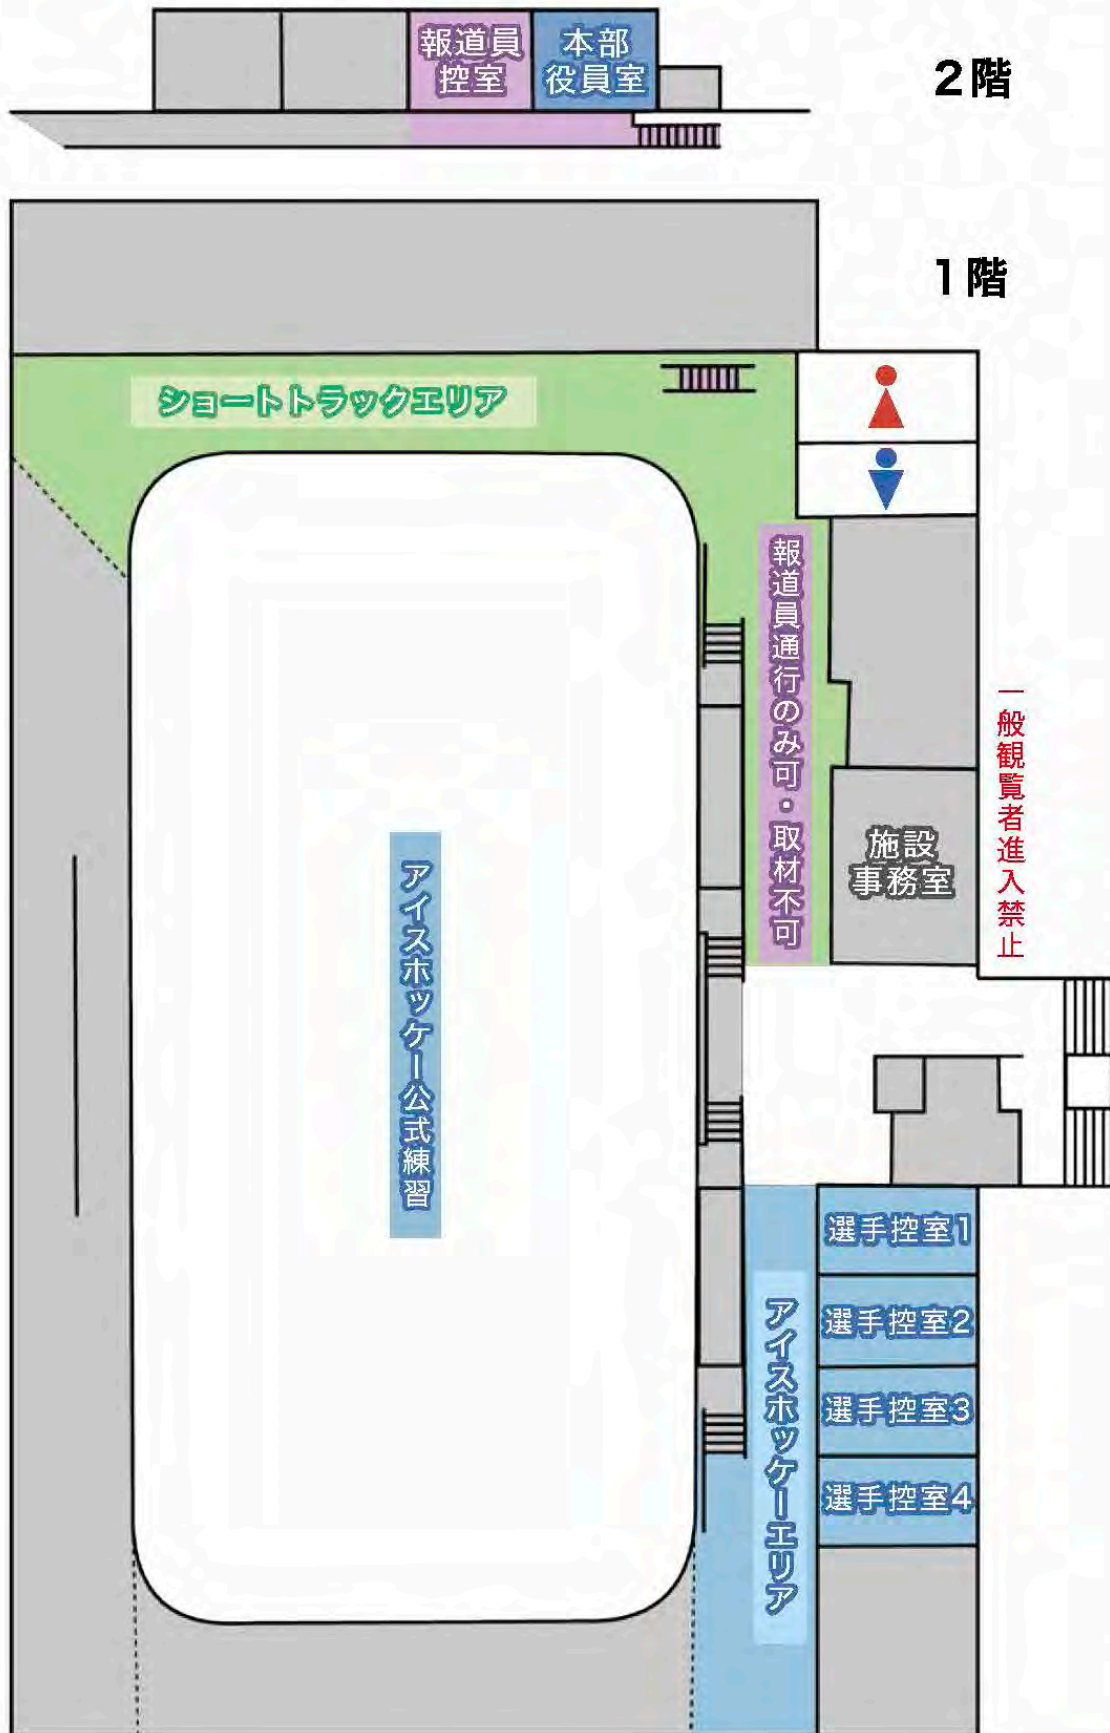 報道員
控室
本部
役員室
2階
1階
ショートトラックエリア
報道員通行のみ可・取材不可
一般観覧者進入禁止
施設
事務室
アイスホッケー公式練習
選手控室1
選手控室2
選手控室3
選手控室4
アイスホッケーエリア